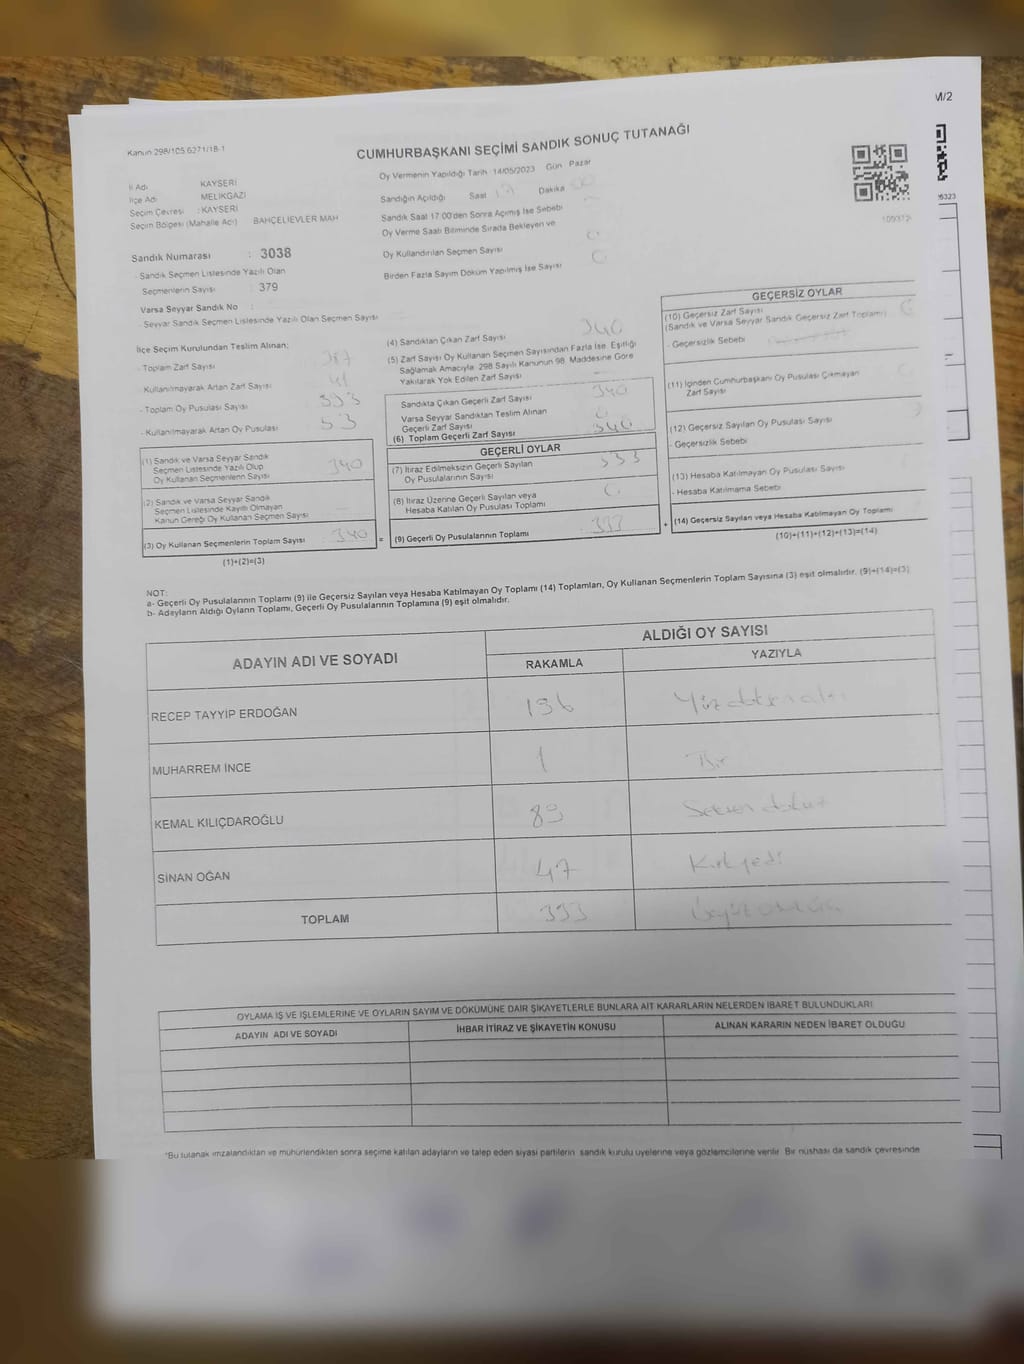 M/2
Kanun 298/105 6271/18-1
CUMHURBAŞKANI SEÇİMİ SANDIK SONUÇ TUTANAĞI
İl Adı : KAYSERİ
İlçe Adı MELİKGAZİ
Seçim Çevresi : KAYSERİ
Seçim Bölgesi (Mahalle Adı) BAHÇELİEVLER MAH
Oy Vermenin Yapıldığı Tarih 14/05/2023 Gün Pazar
Sandığın Açıldığı Saat 17 Dakika 00
Sandık Saat 17:00'den Sonra Açımış İse Sebebi
Oy Verme Saati Bitiminde Sırada Bekleyen ve
Oy Kullandırılan Seçmen Sayısı
Birden Fazla Sayım Döküm Yapılmış İse Sayısı
Sandık Numarası : 3038
- Sandık Seçmen Listesinde Yazılı Olan
Seçmenlerin Sayısı : 379
Varsa Seyyar Sandık No :
- Seyyar Sandık Seçmen Listesinde Yazılı Olan Seçmen Sayısı
İlçe Seçim Kurulundan Teslim Alınan:
- Toplam Zarf Sayısı
- Kullanılmayarak Artan Zarf Sayısı
- Toplam Oy Pusulası Sayısı
- Kullanılmayarak Artan Oy Pusulası 53
(1) Sandık ve Varsa Seyyar Sandık
Seçmen Listesinde Yazılı Olup
Oy Kullanan Seçmenlerin Sayısı 340
(2) Sandık ve Varsa Seyyar Sandık
Seçmen Listesinde Kayıtlı Olmayan
Kanun Gereği Oy Kullanan Seçmen Sayısı
(3) Oy Kullanan Seçmenlerin Toplam Sayısı 340 =
(1)+(2)=(3)
(4) Sandıktan Çıkan Zarf Sayısı 340
(5) Zarf Sayısı Oy Kullanan Seçmen Sayısından Fazla İse, Eşitliği
Sağlamak Amacıyla 298 Sayılı Kanunun 98. Maddesine Göre
Yakılarak Yok Edilen Zarf Sayısı
Sandıkta Çıkan Geçerli Zarf Sayısı 340
Varsa Seyyar Sandıktan Teslim Alınan
Geçerli Zarf Sayısı 0
(6) Toplam Geçerli Zarf Sayısı 340
GEÇERLİ OYLAR
(7) İtiraz Edilmeksizin Geçerli Sayılan
Oy Pusulalarının Sayısı 333
(8) İtiraz Üzerine Geçerli Sayılan veya
Hesaba Katılan Oy Pusulası Toplamı 0
(9) Geçerli Oy Pusulalarının Toplamı 333 +
GEÇERSİZ OYLAR
(10) Geçersiz Zarf Sayısı
(Sandık ve Varsa Seyyar Sandık Geçersiz Zarf Toplamı)
- Geçersizlik Sebebi
(11) İçinden Cumhurbaşkanı Oy Pusulası Çıkmayan
Zarf Sayısı
(12) Geçersiz Sayılan Oy Pusulası Sayısı
- Geçersizlik Sebebi
(13) Hesaba Katılmayan Oy Pusulası Sayısı
- Hesaba Katılmama Sebebi
(14) Geçersiz Sayılan veya Hesaba Katılmayan Oy Toplamı
(10)+(11)+(12)+(13)=(14)
NOT:
a- Geçerli Oy Pusulalarının Toplamı (9) ile Geçersiz Sayılan veya Hesaba Katılmayan Oy Toplamı (14) Toplamları, Oy Kullanan Seçmenlerin Toplam Sayısına (3) eşit olmalıdır. (9)+(14)=(3)
b- Adayların Aldığı Oyların Toplamı, Geçerli Oy Pusulalarının Toplamına (9) eşit olmalıdır.
ADAYIN ADI VE SOYADI ALDIĞI OY SAYISI
RAKAMLA YAZIYLA
RECEP TAYYİP ERDOĞAN 196
MUHARREM İNCE 1 Bir
KEMAL KILIÇDAROĞLU 89 Seksen dokuz
SİNAN OĞAN 47 Kırkyedi
TOPLAM 333
OYLAMA İŞ VE İŞLEMLERİNE VE OYLARIN SAYIM VE DÖKÜMÜNE DAİR ŞİKAYETLERLE BUNLARA AİT KARARLARIN NELERDEN İBARET BULUNDUKLARI
ADAYIN ADI VE SOYADI İHBAR İTİRAZ VE ŞİKAYETİN KONUSU ALINAN KARARIN NEDEN İBARET OLDUĞU
*Bu tutanak imzalandıktan ve mühürlendikten sonra seçime katılan adayların ve talep eden siyasi partilerin sandık kurulu üyelerine veya gözlemcilerine verilir. Bir nüshası da sandık çevresinde